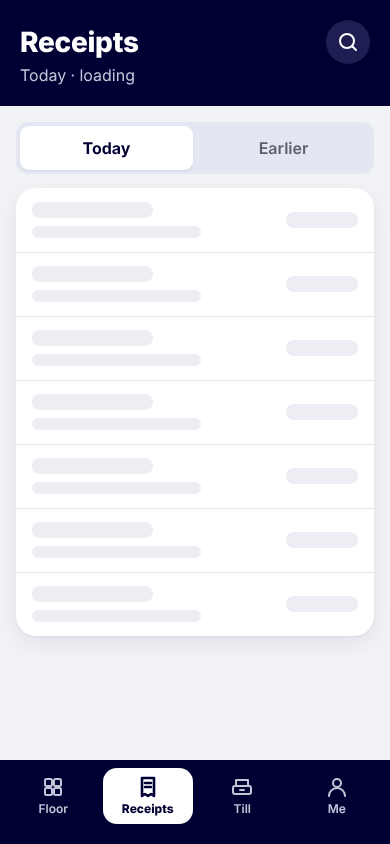 Receipts
Today · loading
Today
Earlier
Floor
Receipts
Till
Me